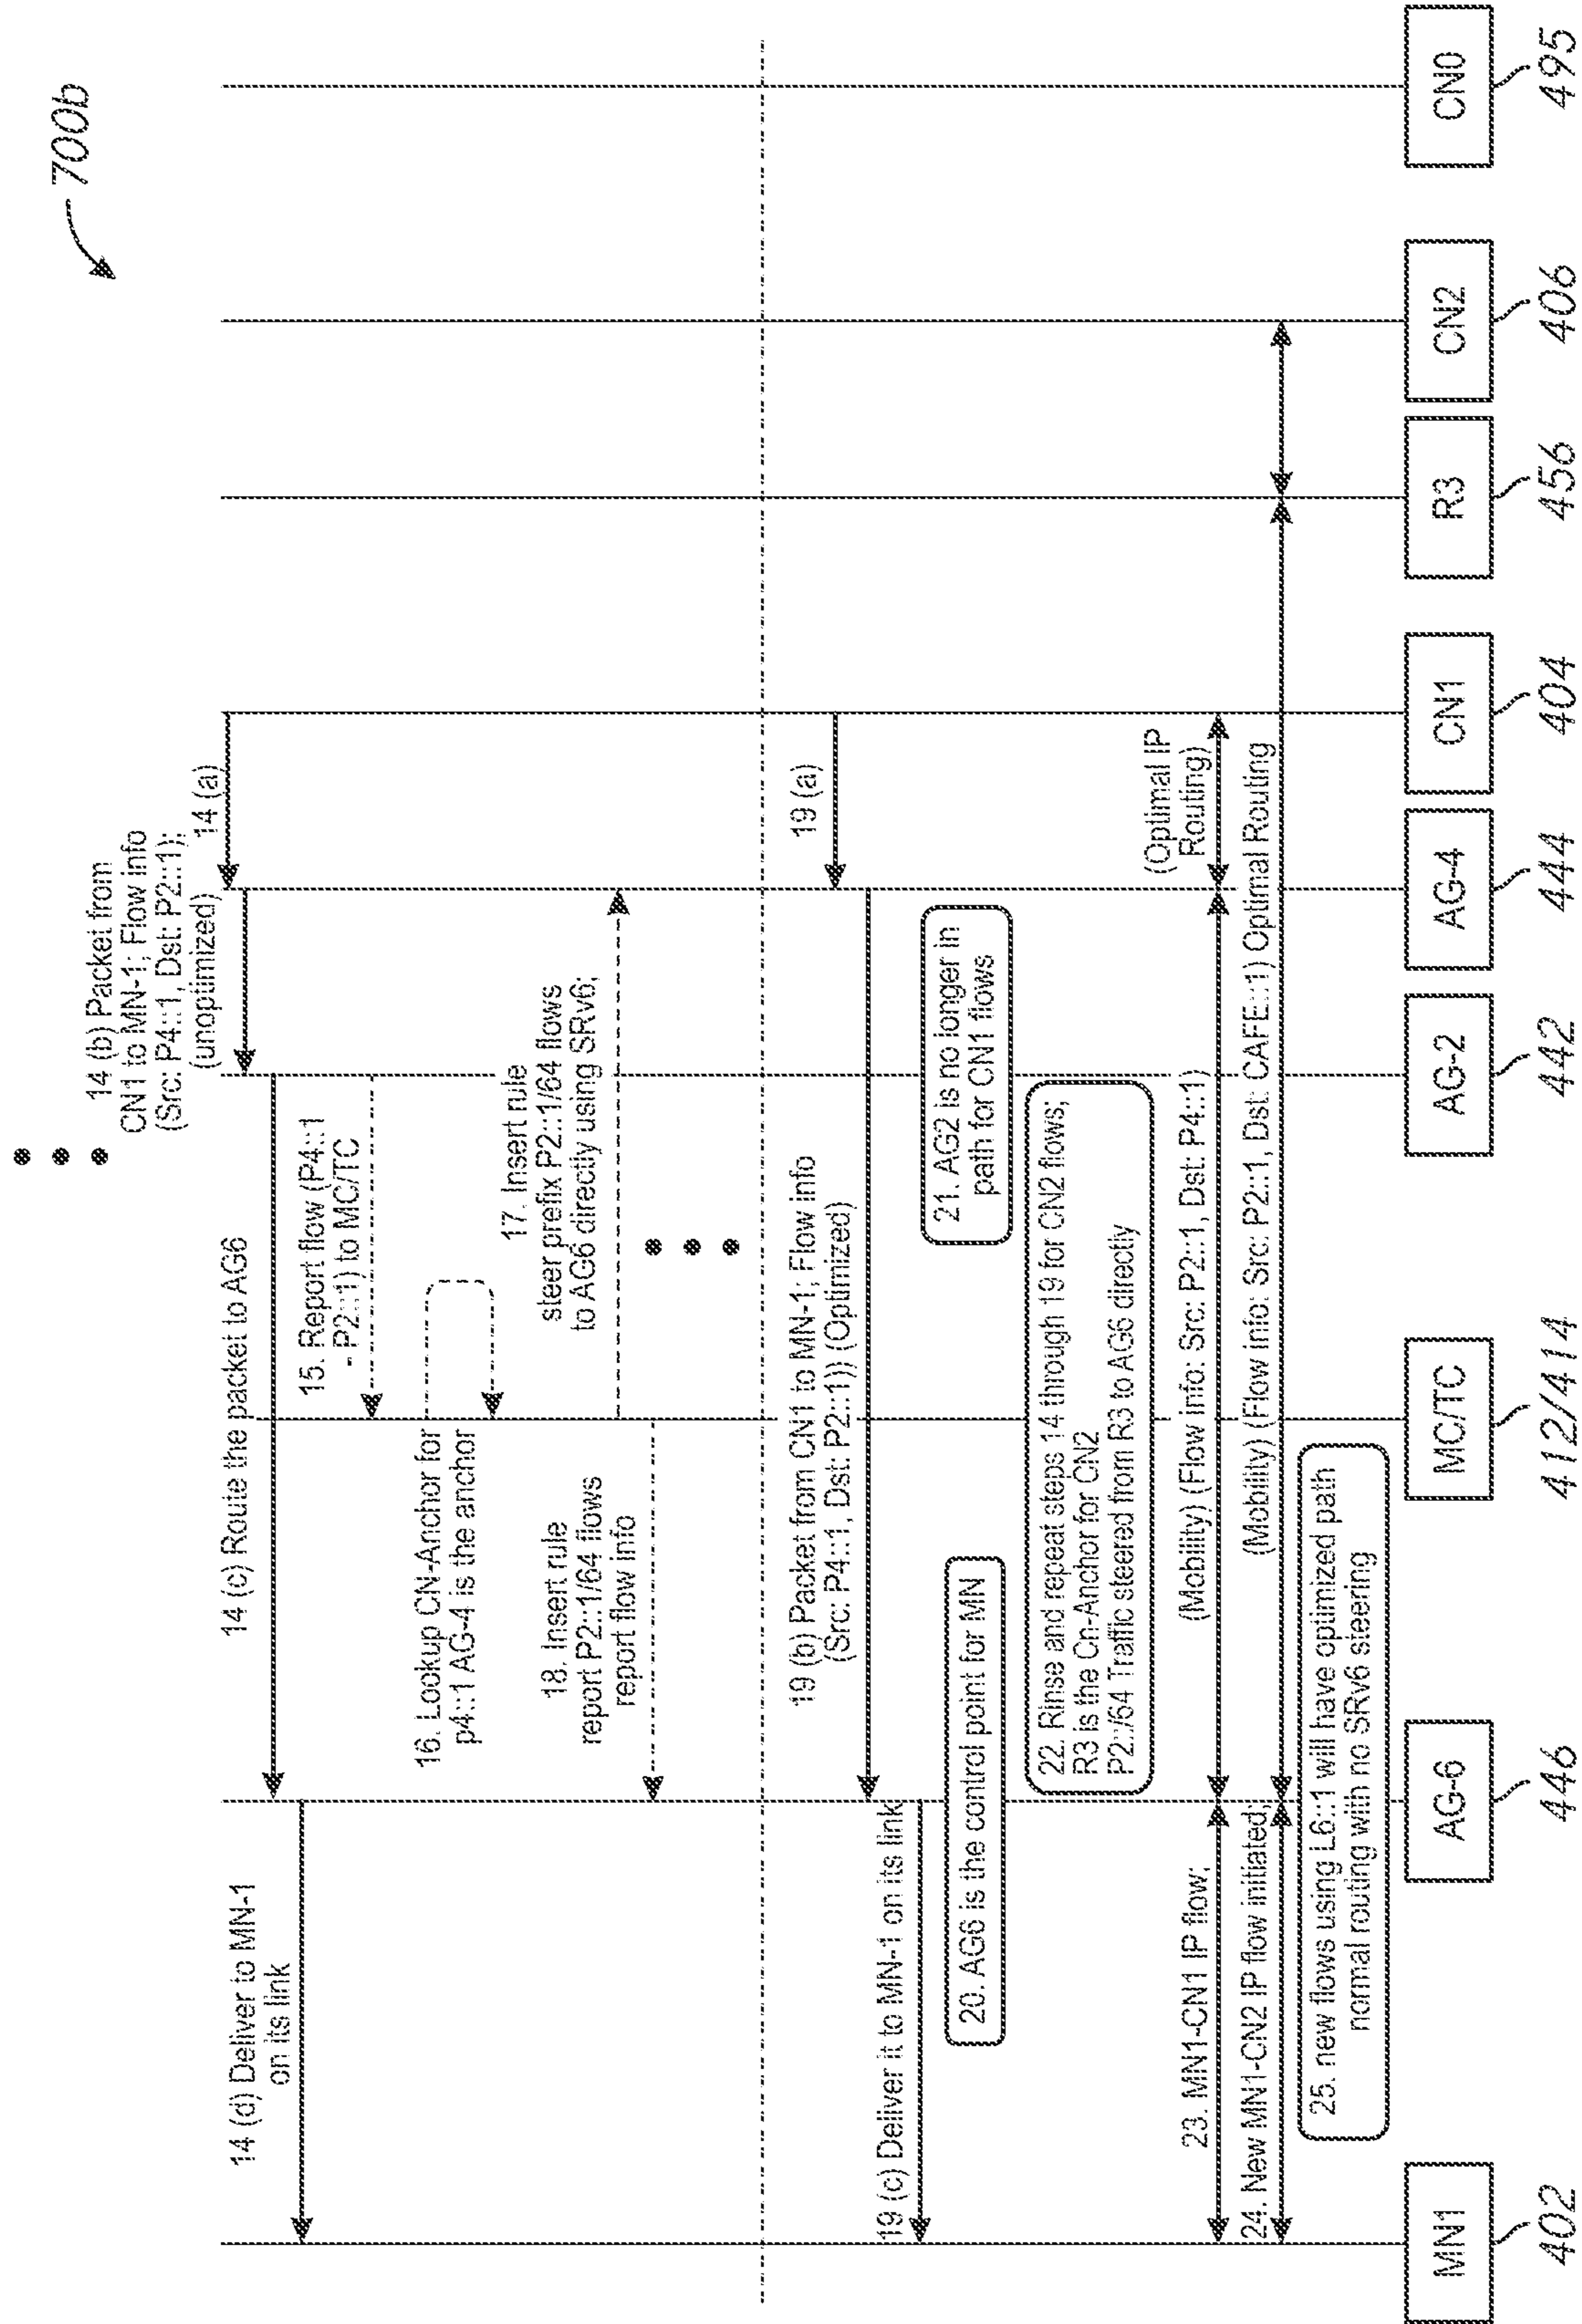 700b
14 (b) Packet from
CN1 to MN-1; Flow info
(Src: P4::1, Dst: P2::1);
(unoptimized)
14 (a)
14 (c) Route the packet to AG6
14 (d) Deliver to MN-1
on its link
15. Report flow (P4::1
- P2::1) to MC/TC
16. Lookup CN-Anchor for
p4::1 AG-4 is the anchor
17. Insert rule
steer prefix P2::1/64 flows
to AG6 directly using SRv6;
18. Insert rule
report P2::1/64 flows
report flow info
19 (a)
19 (b) Packet from CN1 to MN-1; Flow info
(Src: P4::1, Dst: P2::1)) (Optimized)
19 (c) Deliver it to MN-1 on its link
20. AG6 is the control point for MN
21. AG2 is no longer in
path for CN1 flows
22. Rinse and repeat steps 14 through 19 for CN2 flows;
R3 is the Cn-Anchor for CN2
P2::/64 Traffic steered from R3 to AG6 directly
23. MN1-CN1 IP flow;
(Mobility) (Flow info: Src: P2::1, Dst: P4::1)
(Optimal IP
Routing)
24. New MN1-CN2 IP flow initiated;
(Mobility) (Flow info: Src: P2::1, Dst: CAFE::1) Optimal Routing
25. new flows using L6::1 will have optimized path
normal routing with no SRv6 steering
MN1
AG-6
MC/TC
AG-2
AG-4
CN1
R3
CN2
CN0
402
446
412/414
442
444
404
456
406
495